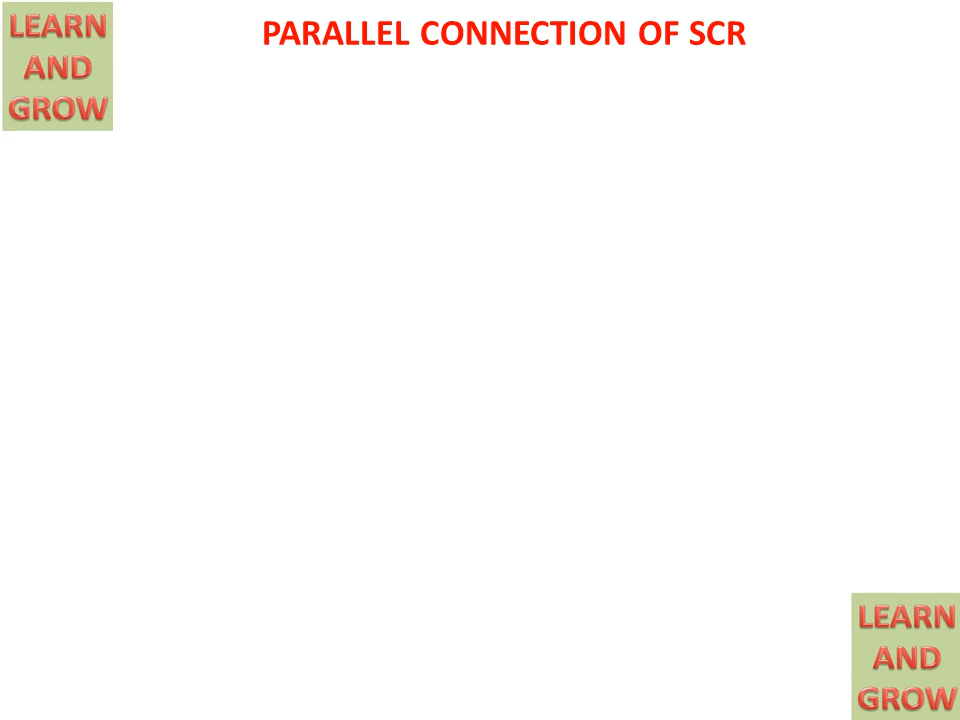 LEARN
AND
GROW
PARALLEL CONNECTION OF SCR
LEARN
AND
GROW